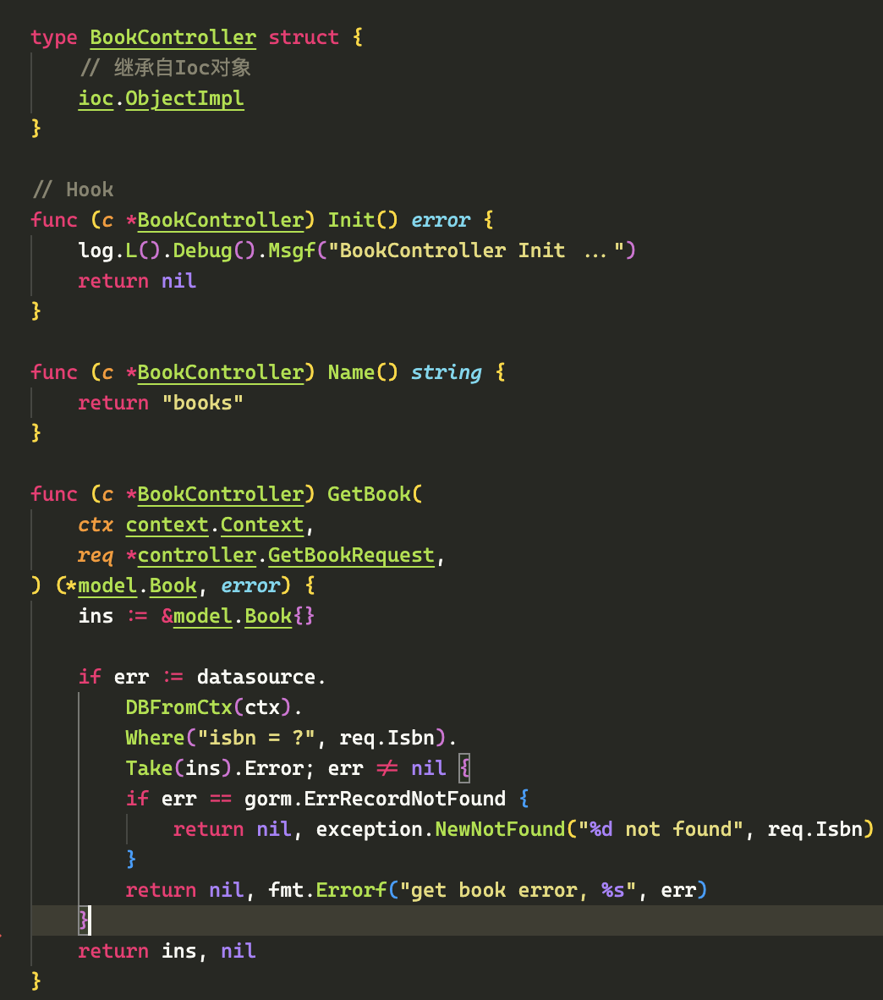 type BookController struct {
    // 继承自Ioc对象
    ioc.ObjectImpl
}

// Hook
func (c *BookController) Init() error {
    log.L().Debug().Msgf("BookController Init ...")
    return nil
}

func (c *BookController) Name() string {
    return "books"
}

func (c *BookController) GetBook(
    ctx context.Context,
    req *controller.GetBookRequest,
) (*model.Book, error) {
    ins := &model.Book{}

    if err := datasource.
        DBFromCtx(ctx).
        Where("isbn = ?", req.Isbn).
        Take(ins).Error; err != nil {
        if err == gorm.ErrRecordNotFound {
            return nil, exception.NewNotFound("%d not found", req.Isbn)
        }
        return nil, fmt.Errorf("get book error, %s", err)
    }
    return ins, nil
}